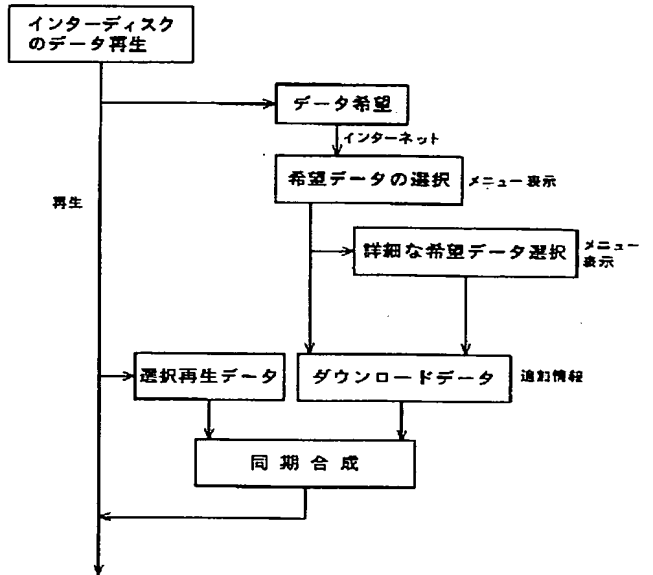 インターディスク
のデータ再生
データ希望
インターネット
希望データの選択
メニュー表示
再生
詳細な希望データ選択
メニュー
表示
選択再生データ
ダウンロードデータ
追加情報
同期合成